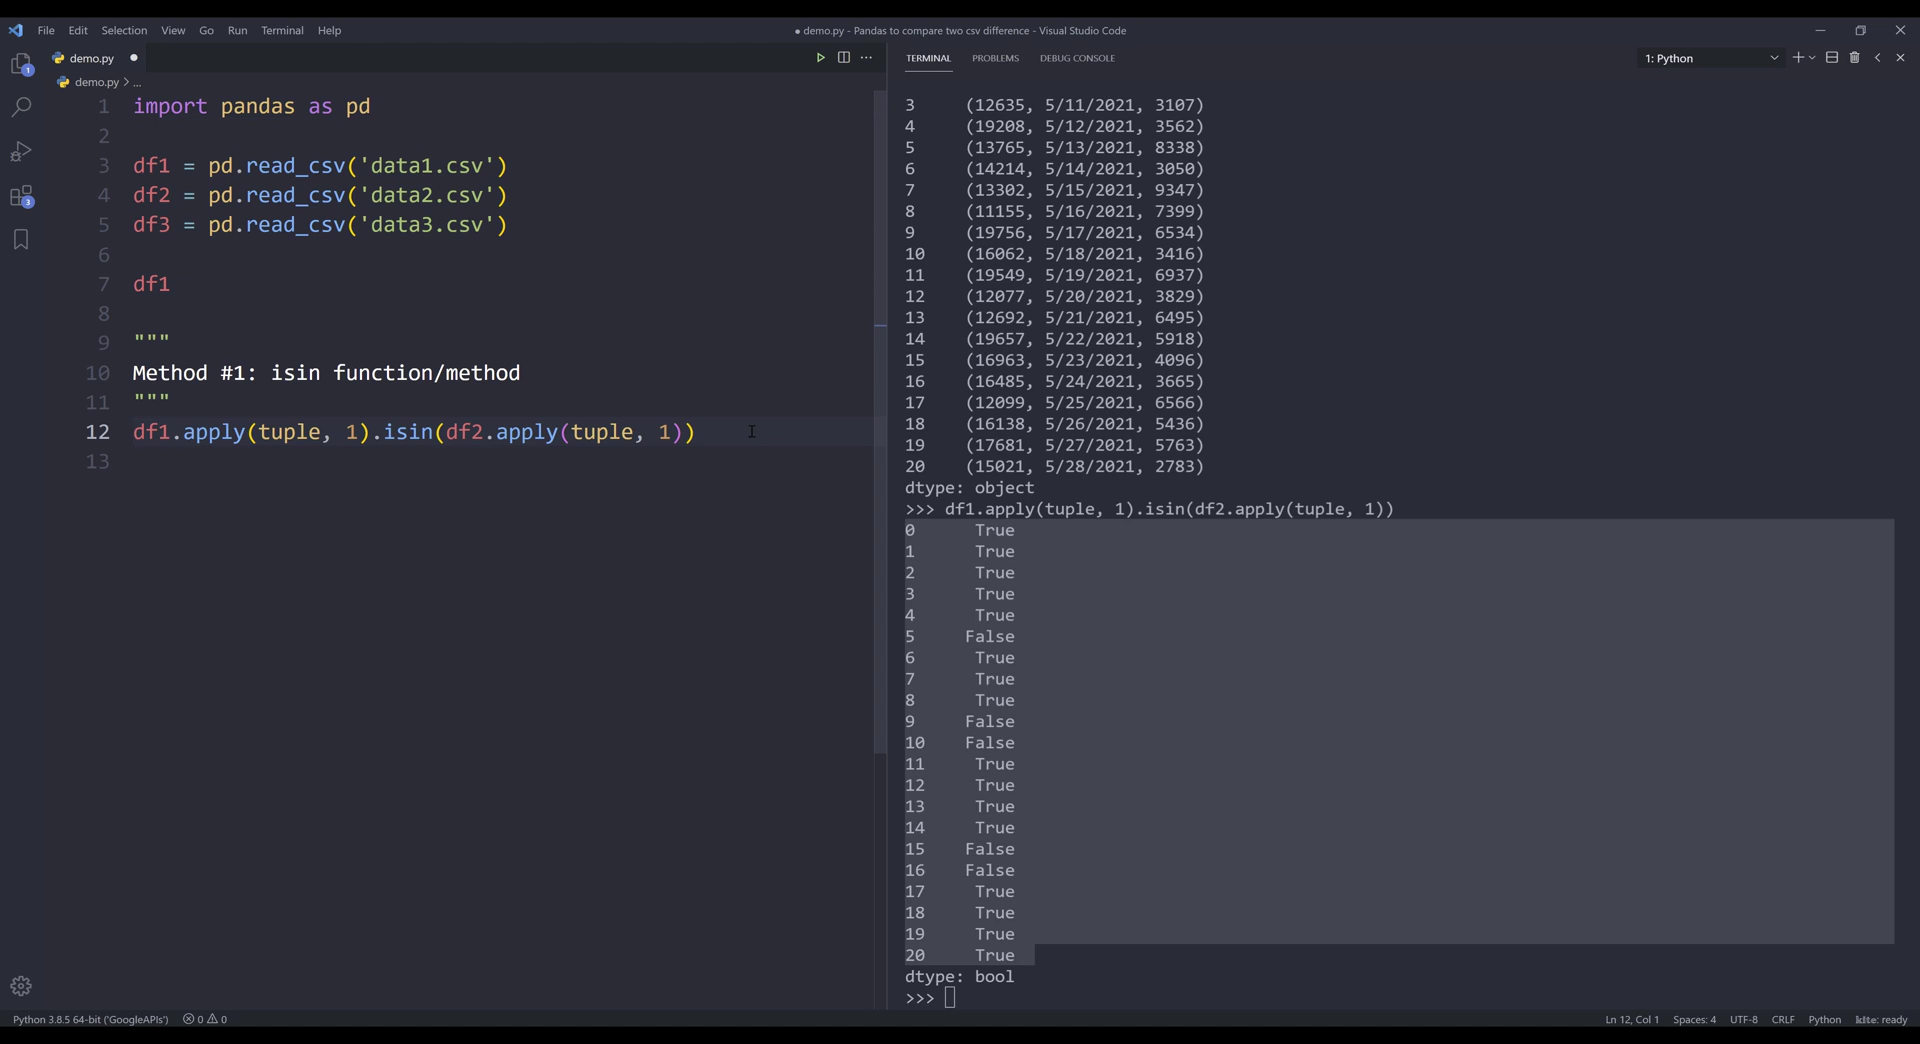 File Edit Selection View Go Run Terminal Help
● demo.py - Pandas to compare two csv difference - Visual Studio Code
demo.py ●
TERMINAL PROBLEMS DEBUG CONSOLE
1: Python
demo.py > ...
1 import pandas as pd
2
3 df1 = pd.read_csv('data1.csv')
4 df2 = pd.read_csv('data2.csv')
5 df3 = pd.read_csv('data3.csv')
6
7 df1
8
9 """
10 Method #1: isin function/method
11 """
12 df1.apply(tuple, 1).isin(df2.apply(tuple, 1))
13
3 (12635, 5/11/2021, 3107)
4 (19208, 5/12/2021, 3562)
5 (13765, 5/13/2021, 8338)
6 (14214, 5/14/2021, 3050)
7 (13302, 5/15/2021, 9347)
8 (11155, 5/16/2021, 7399)
9 (19756, 5/17/2021, 6534)
10 (16062, 5/18/2021, 3416)
11 (19549, 5/19/2021, 6937)
12 (12077, 5/20/2021, 3829)
13 (12692, 5/21/2021, 6495)
14 (19657, 5/22/2021, 5918)
15 (16963, 5/23/2021, 4096)
16 (16485, 5/24/2021, 3665)
17 (12099, 5/25/2021, 6566)
18 (16138, 5/26/2021, 5436)
19 (17681, 5/27/2021, 5763)
20 (15021, 5/28/2021, 2783)
dtype: object
>>> df1.apply(tuple, 1).isin(df2.apply(tuple, 1))
0 True
1 True
2 True
3 True
4 True
5 False
6 True
7 True
8 True
9 False
10 False
11 True
12 True
13 True
14 True
15 False
16 False
17 True
18 True
19 True
20 True
dtype: bool
>>>
1
3
Python 3.8.5 64-bit ('GoogleAPIs') 0 0
Ln 12, Col 1 Spaces: 4 UTF-8 CRLF Python kite: ready